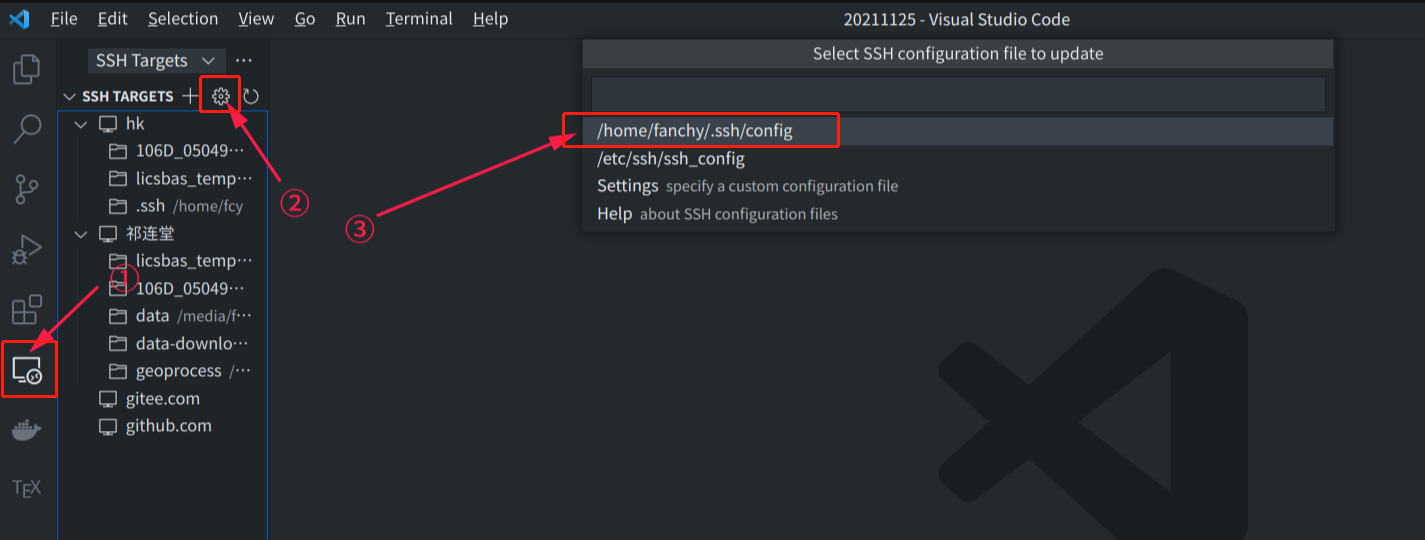 File Edit Selection View Go Run Terminal Help 20211125 - Visual Studio Code
SSH Targets ···
Select SSH configuration file to update
SSH TARGETS
hk
106D_05049···
licsbas_temp···
.ssh /home/fcy
祁连堂
licsbas_temp···
106D_05049···
data /media/f···
data-downlo···
geoprocess /···
gitee.com
github.com
/home/fanchy/.ssh/config
/etc/ssh/ssh_config
Settings specify a custom configuration file
Help about SSH configuration files
①
②
③
TEX